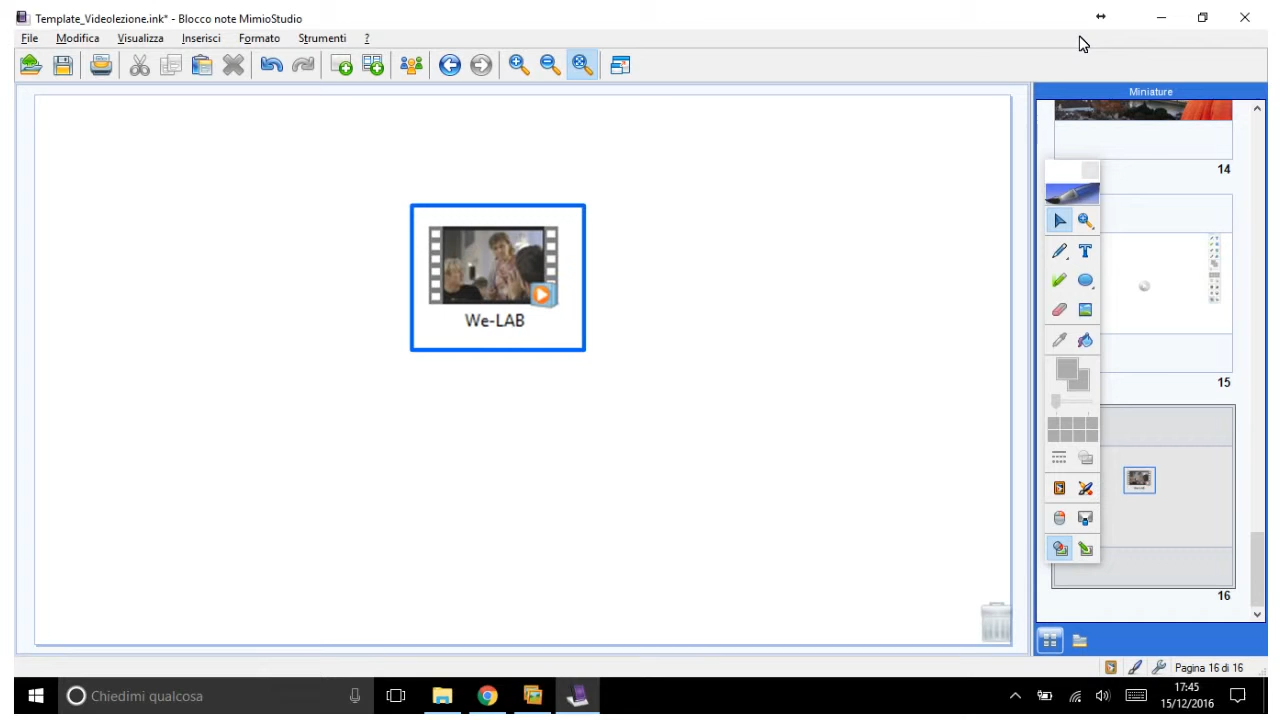 Template_Videolezione.ink* - Blocco note MimioStudio
File Modifica Visualizza Inserisci Formato Strumenti ?
Miniature
14
We-LAB
15
16
Pagina 16 di 16
Chiedimi qualcosa
17:45
15/12/2016